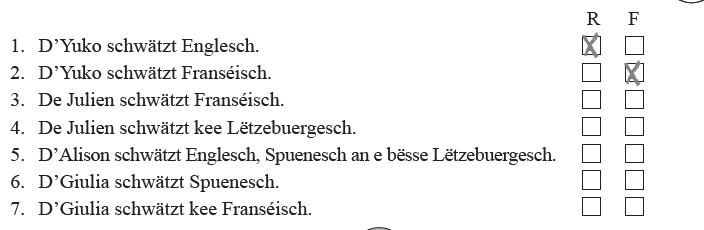 R F
1. D’Yuko schwätzt Englesch.
2. D’Yuko schwätzt Franséisch.
3. De Julien schwätzt Franséisch.
4. De Julien schwätzt kee Lëtzebuergesch.
5. D’Alison schwätzt Englesch, Spuenesch an e bësse Lëtzebuergesch.
6. D’Giulia schwätzt Spuenesch.
7. D’Giulia schwätzt kee Franséisch.